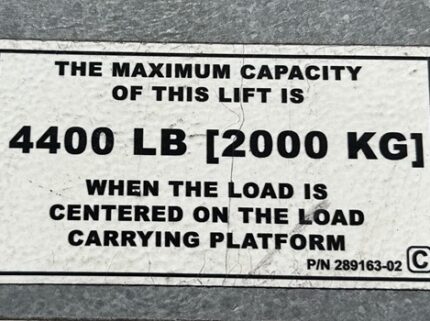 THE MAXIMUM CAPACITY
OF THIS LIFT IS
4400 LB [2000 KG]
WHEN THE LOAD IS
CENTERED ON THE LOAD
CARRYING PLATFORM
P/N 289163-02 C